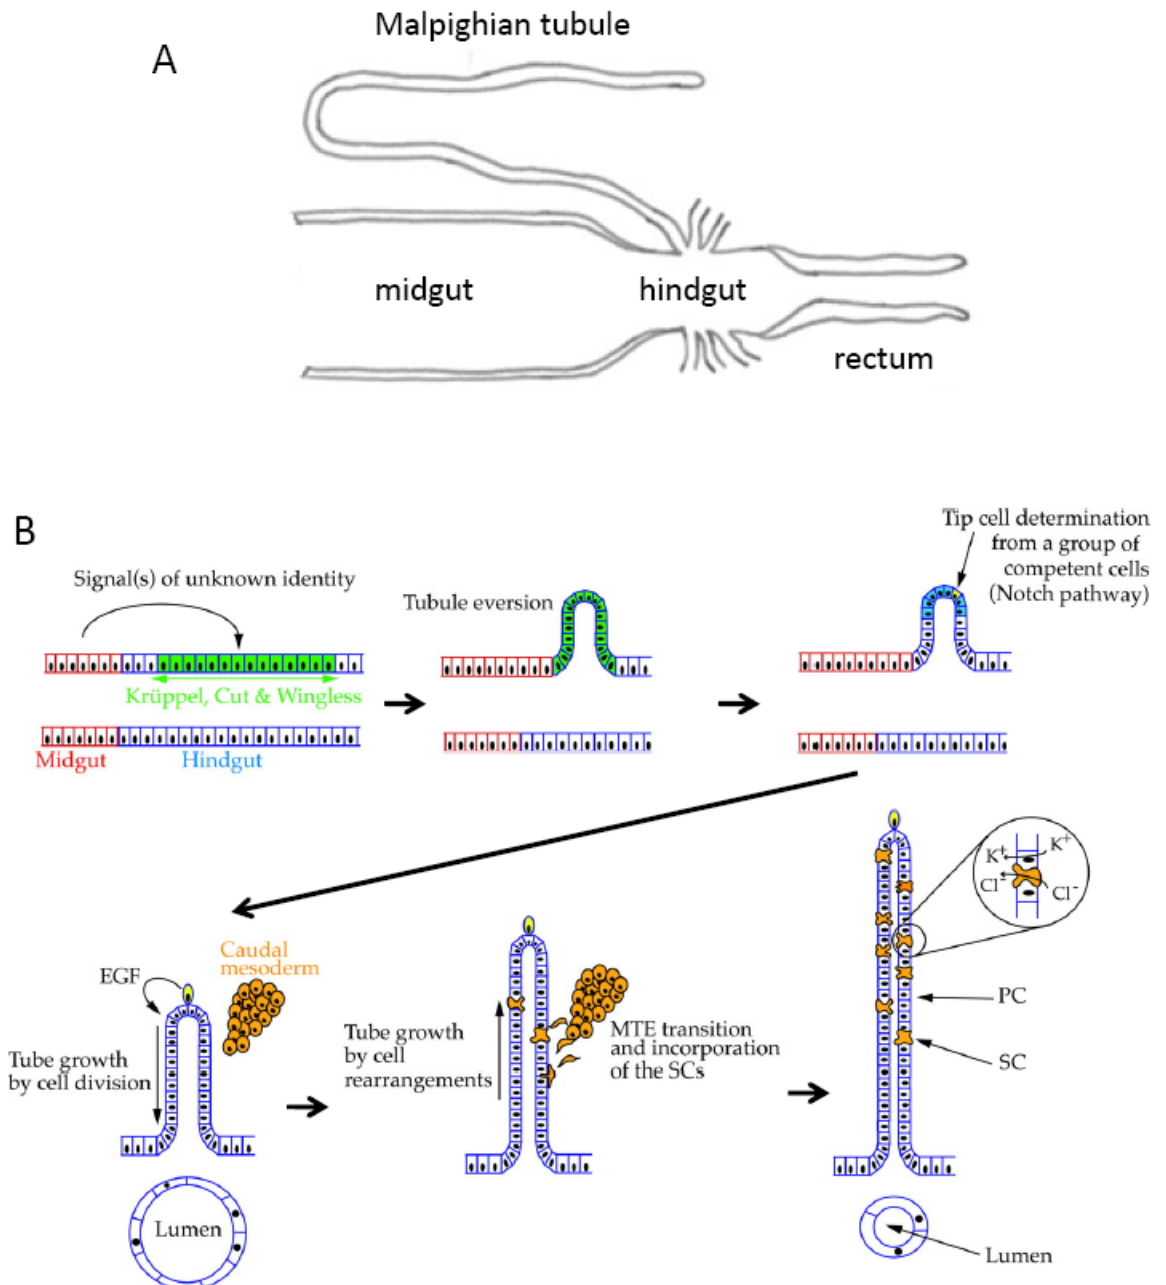 Malpighian tubule
A
midgut
hindgut
rectum
B
Signal(s) of unknown identity
Krüppel, Cut & Wingless
Midgut
Hindgut
Tubule eversion
Tip cell determination
from a group of
competent cells
(Notch pathway)
EGF
Caudal
mesoderm
Tube growth
by cell division
Lumen
Tube growth
by cell
rearrangements
MTE transition
and incorporation
of the SCs
K⁺
K⁺
Cl⁻
Cl⁻
PC
SC
Lumen